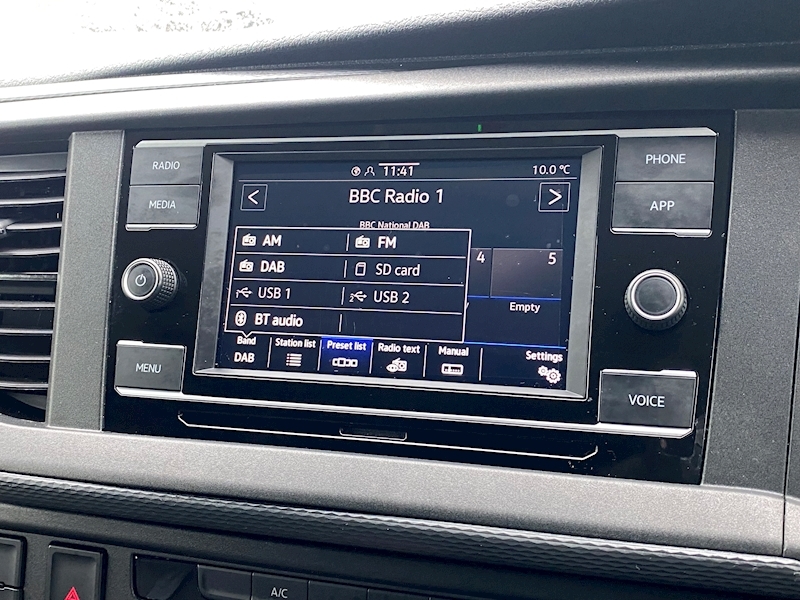 RADIO
MEDIA
MENU
11:41
10.0 °C
<
BBC Radio 1
>
BBC National DAB
AM
FM
DAB
SD card
USB 1
USB 2
BT audio
4
5
Empty
Band
DAB
Station list
Preset list
Radio text
Manual
Settings
PHONE
APP
VOICE
A/C